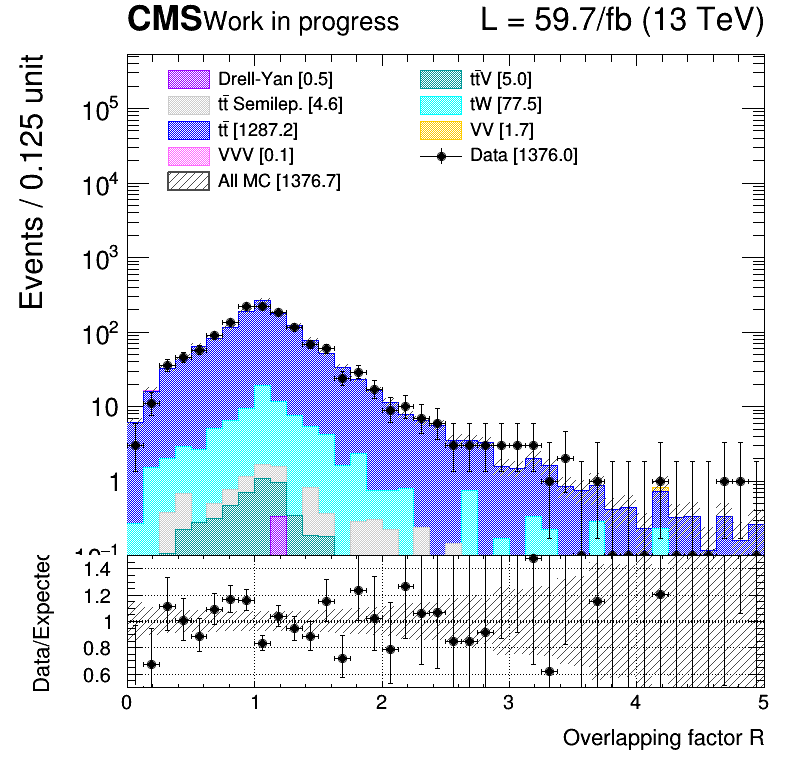 CMS Work in progress L = 59.7/fb (13 TeV)
Events / 0.125 unit
Drell-Yan [0.5]
tt̄ Semilep. [4.6]
tt̄ [1287.2]
VVV [0.1]
All MC [1376.7]
tt̄V [5.0]
tW [77.5]
VV [1.7]
Data [1376.0]
10⁵
10⁴
10³
10²
10
1
10⁻¹
Data/Expected
1.4
1.2
1
0.8
0.6
0 1 2 3 4 5
Overlapping factor R